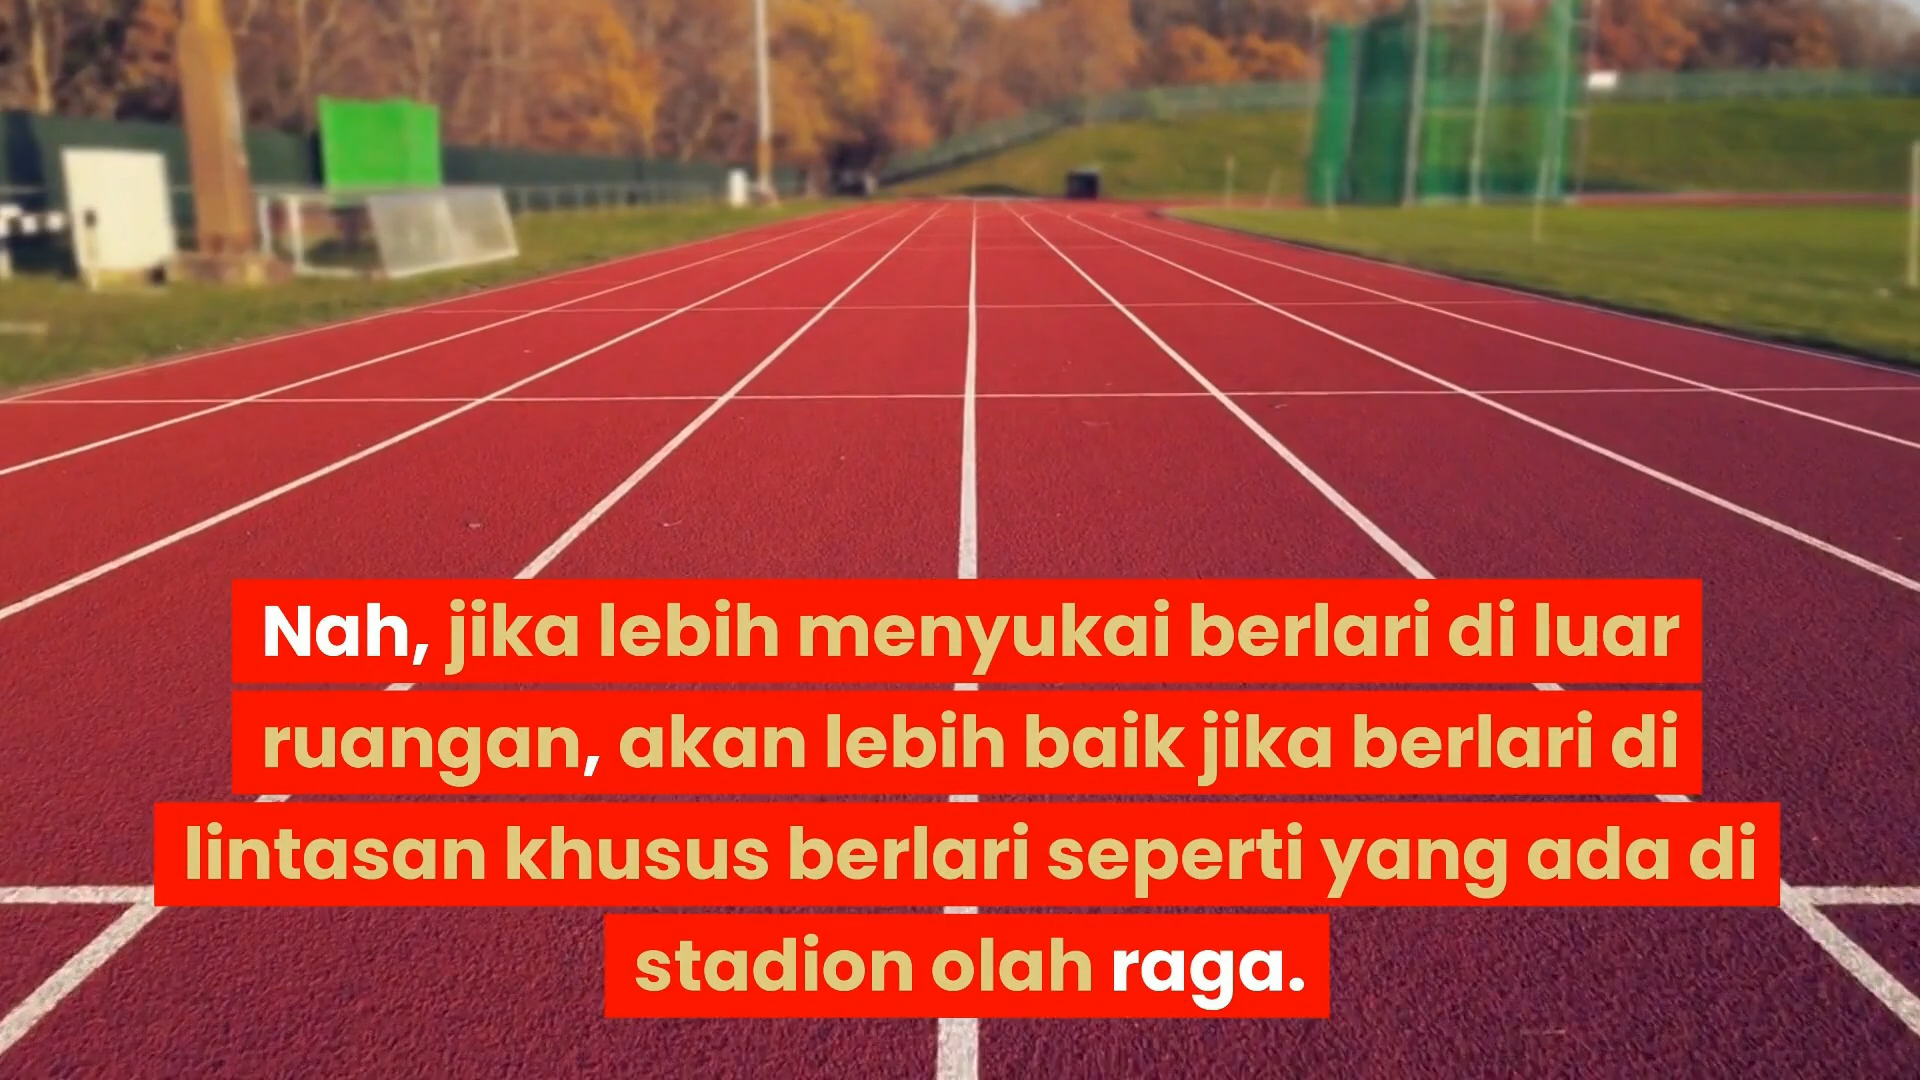 Nah, jika lebih menyukai berlari di luar
ruangan, akan lebih baik jika berlari di
lintasan khusus berlari seperti yang ada di
stadion olah raga.